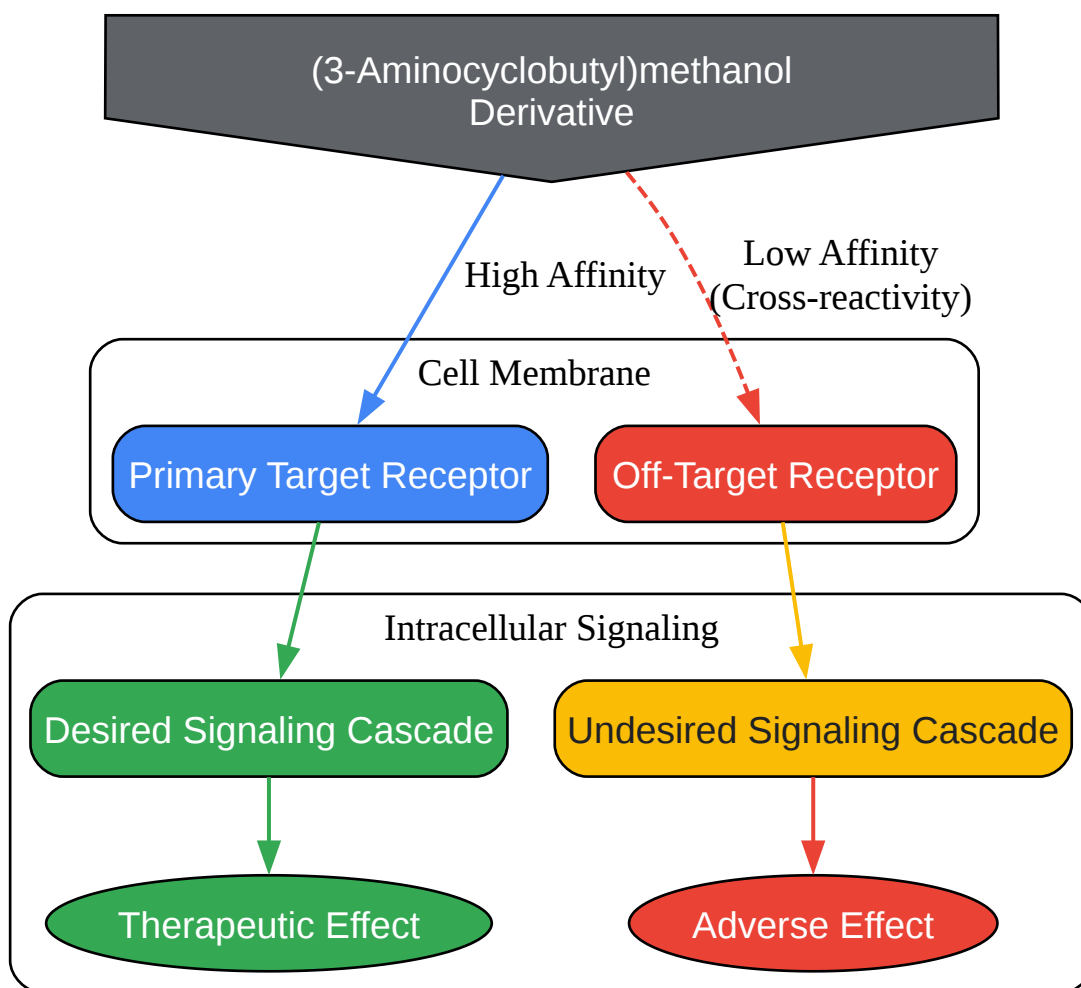 (3-Aminocyclobutyl)methanol
Derivative
High Affinity
Low Affinity
(Cross-reactivity)
Cell Membrane
Primary Target Receptor
Off-Target Receptor
Intracellular Signaling
Desired Signaling Cascade
Undesired Signaling Cascade
Therapeutic Effect
Adverse Effect